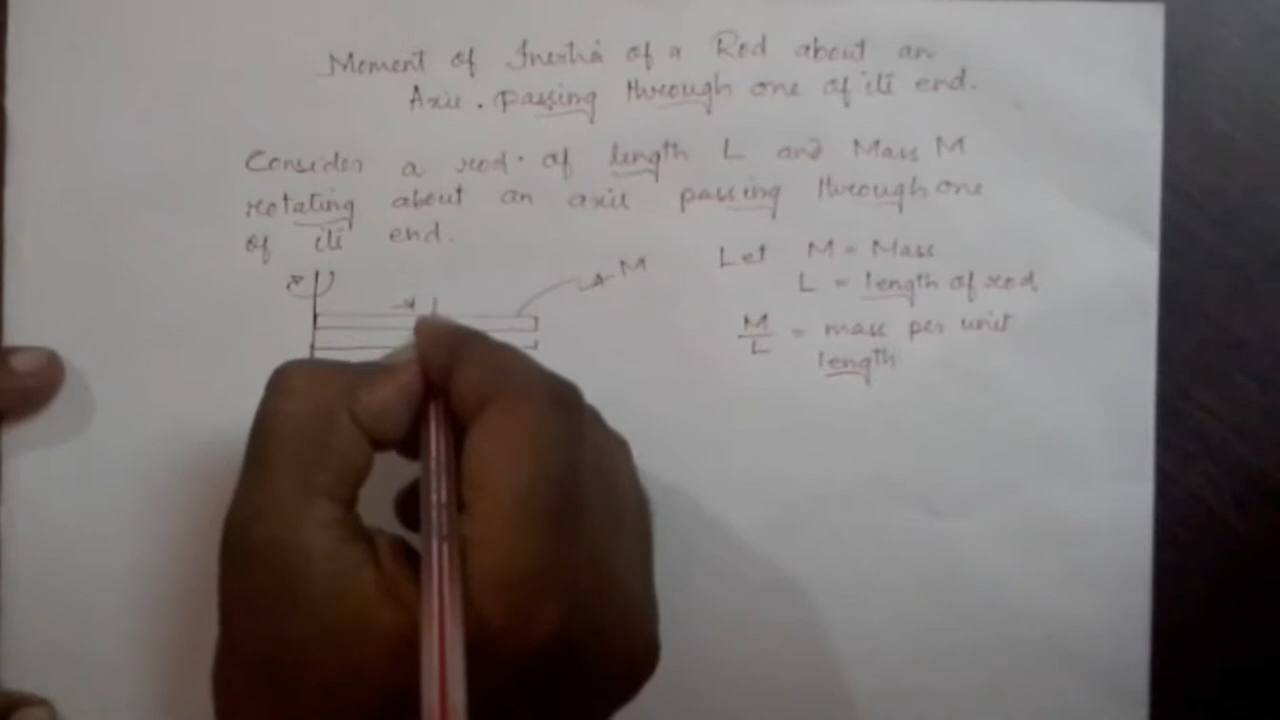 Moment of Inertia of a Rod about an
Axis. passing through one of its end.
Consider a rod. of length L and Mass M
rotating about an axis passing through one
of its end.
M
Let M = Mass
L = length of rod
M/L = mass per unit
length